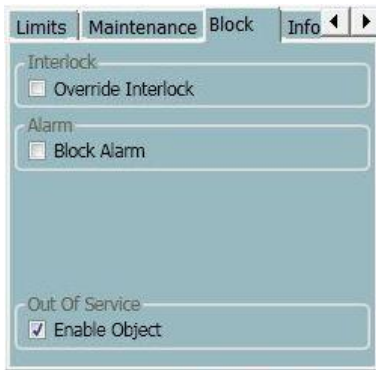 Limits Maintenance Block Info
Interlock
Override Interlock
Alarm
Block Alarm
Out Of Service
Enable Object